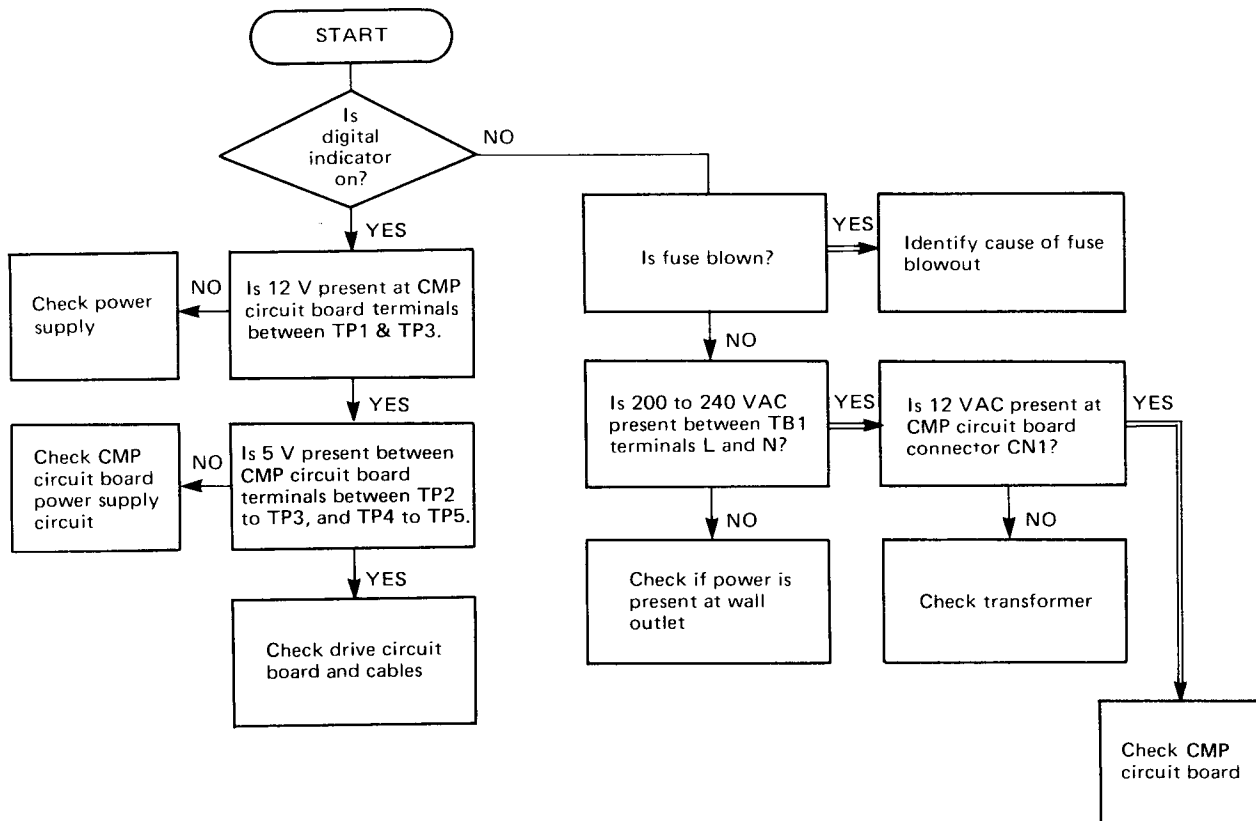 START
Is
digital
indicator
on?
NO
YES
Is fuse blown?
YES
Identify cause of fuse
blowout
Check power
supply
NO
Is 12 V present at CMP
circuit board terminals
between TP1 & TP3.
NO
YES
Is 200 to 240 VAC
present between TB1
terminals L and N?
YES
Is 12 VAC present at
CMP circuit board
connector CN1?
YES
Check CMP
circuit board
power supply
circuit
NO
Is 5 V present between
CMP circuit board
terminals between TP2
to TP3, and TP4 to TP5.
NO
NO
YES
Check if power is
present at wall
outlet
Check transformer
Check drive circuit
board and cables
Check CMP
circuit board